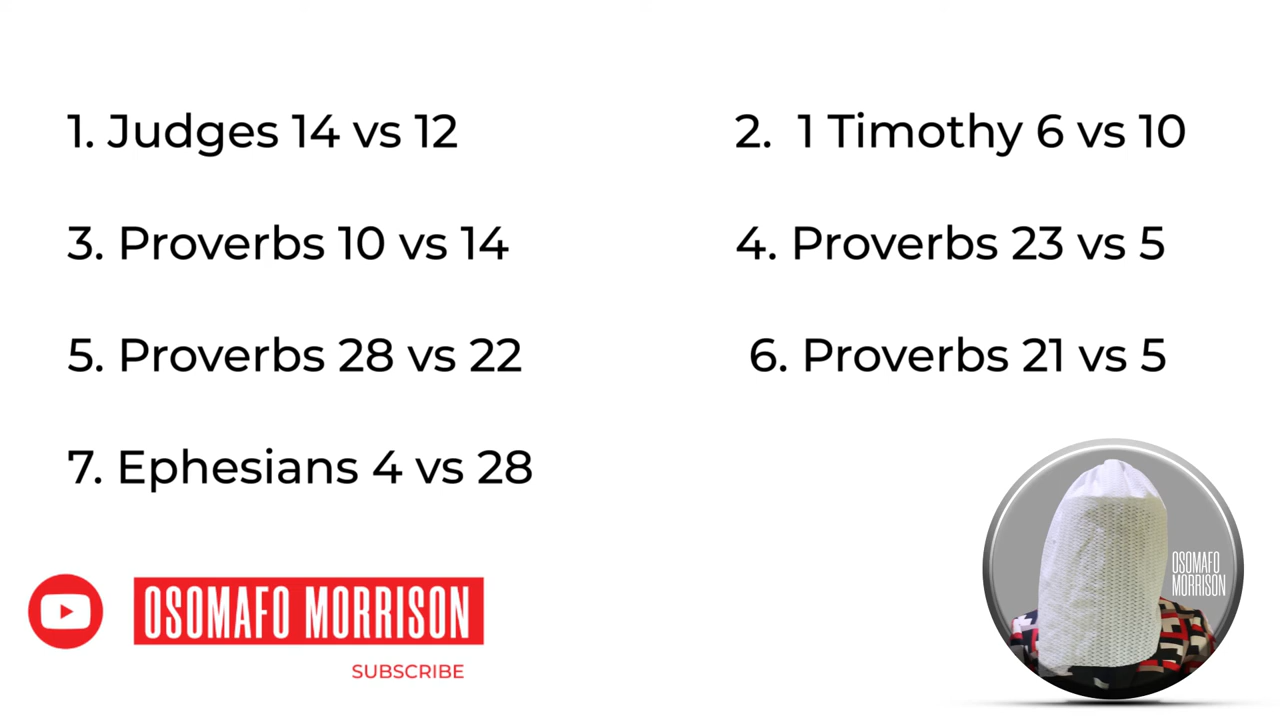 1. Judges 14 vs 12
2. 1 Timothy 6 vs 10
3. Proverbs 10 vs 14
4. Proverbs 23 vs 5
5. Proverbs 28 vs 22
6. Proverbs 21 vs 5
7. Ephesians 4 vs 28
OSOMAFO MORRISON
SUBSCRIBE
OSOMAFO
MORRISON